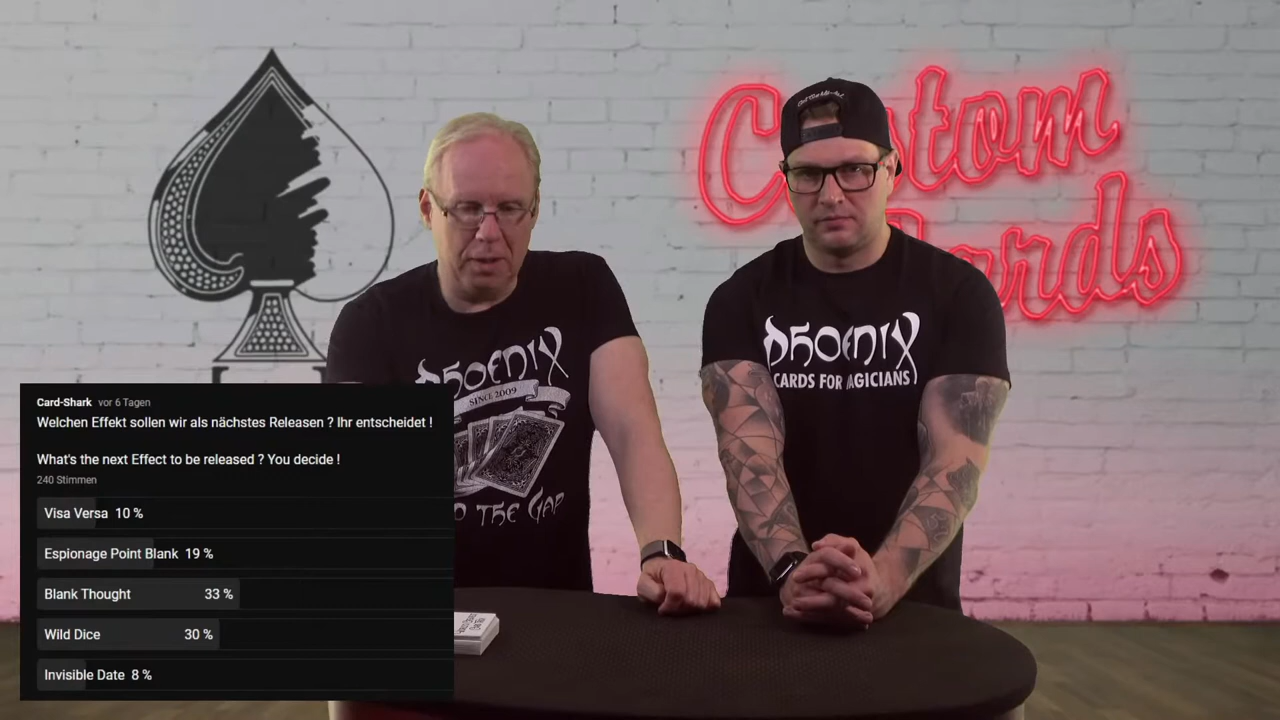 Custom
ards
PHOENIX
SINCE 2009
THE GAP
PHOENIX
CARDS FOR MAGICIANS
Card-Shark vor 6 Tagen
Welchen Effekt sollen wir als nächstes Releasen ? Ihr entscheidet !
What's the next Effect to be released ? You decide !
240 Stimmen
Visa Versa 10 %
Espionage Point Blank 19 %
Blank Thought 33 %
Wild Dice 30 %
Invisible Date 8 %